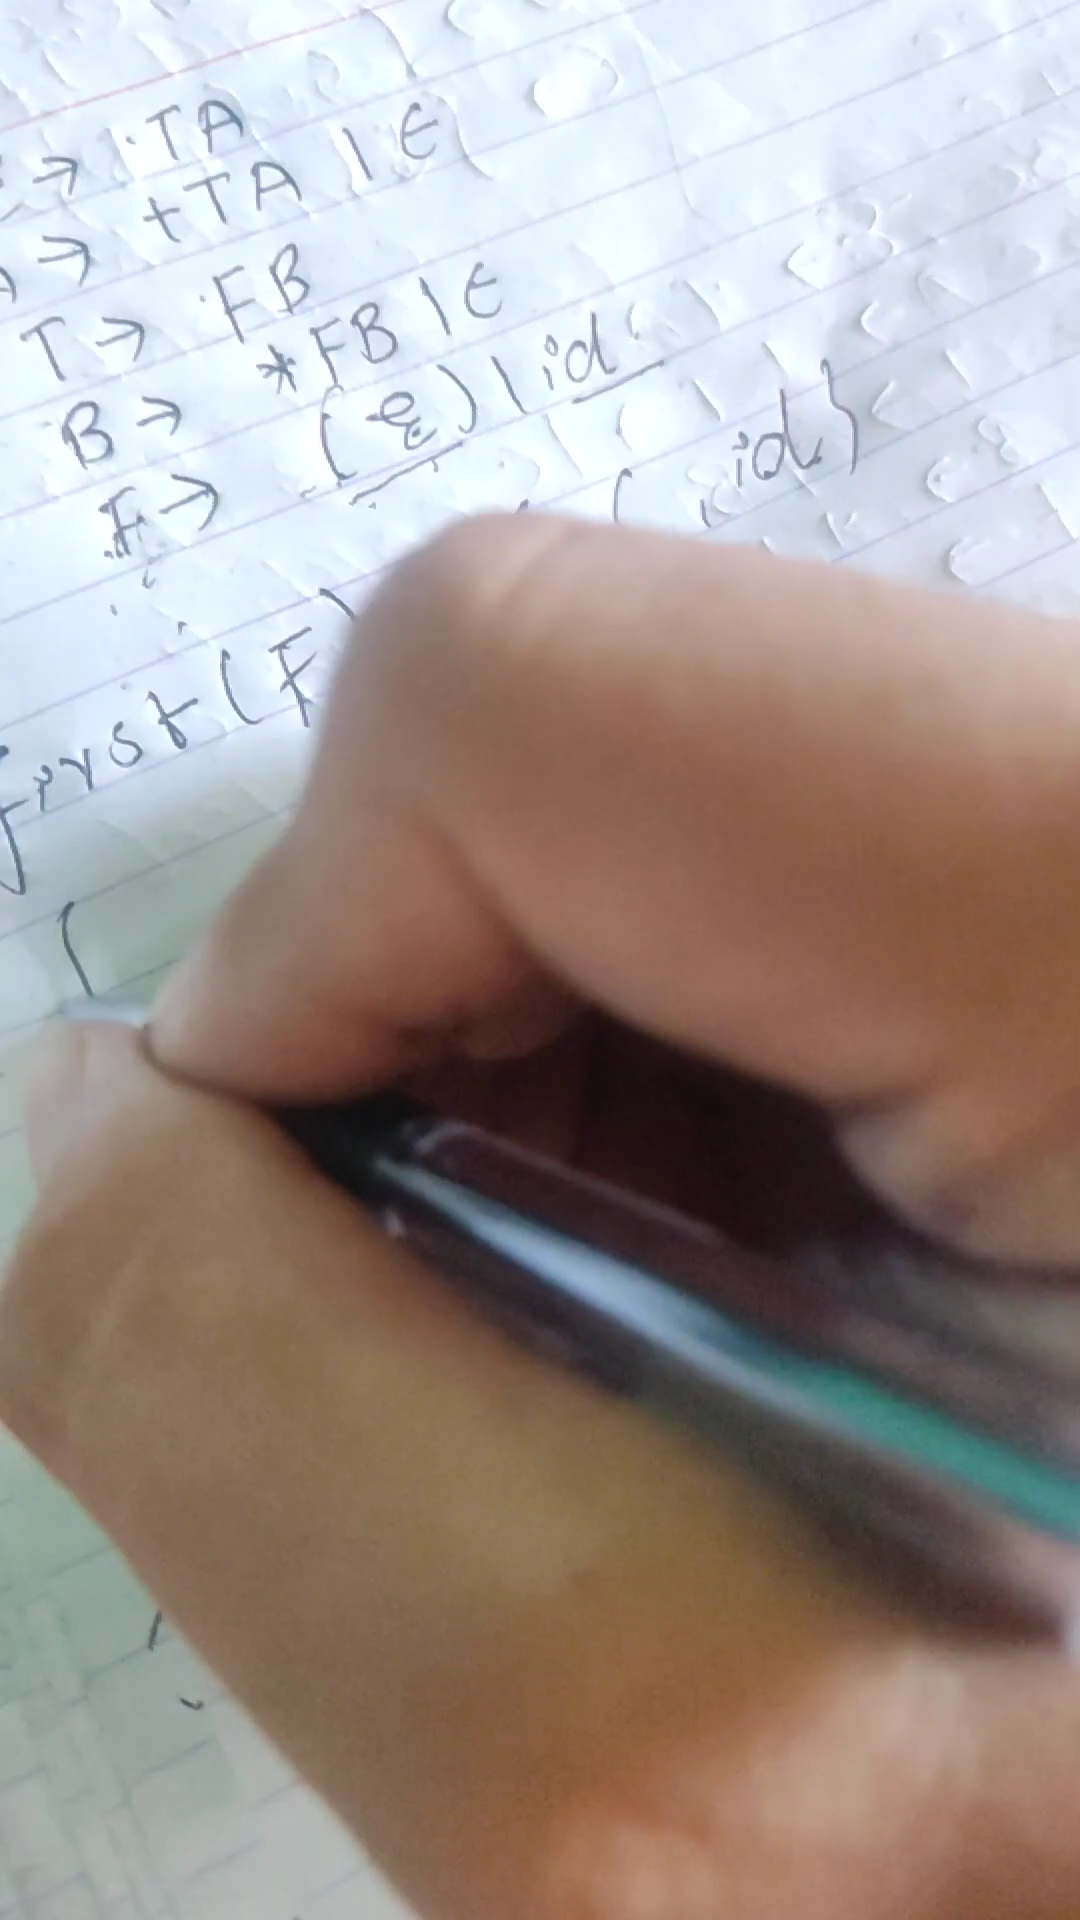 → TA
A → +TA | ε
T → FB
B → *FB | ε
F → (E) | id
( , id}
First(F)